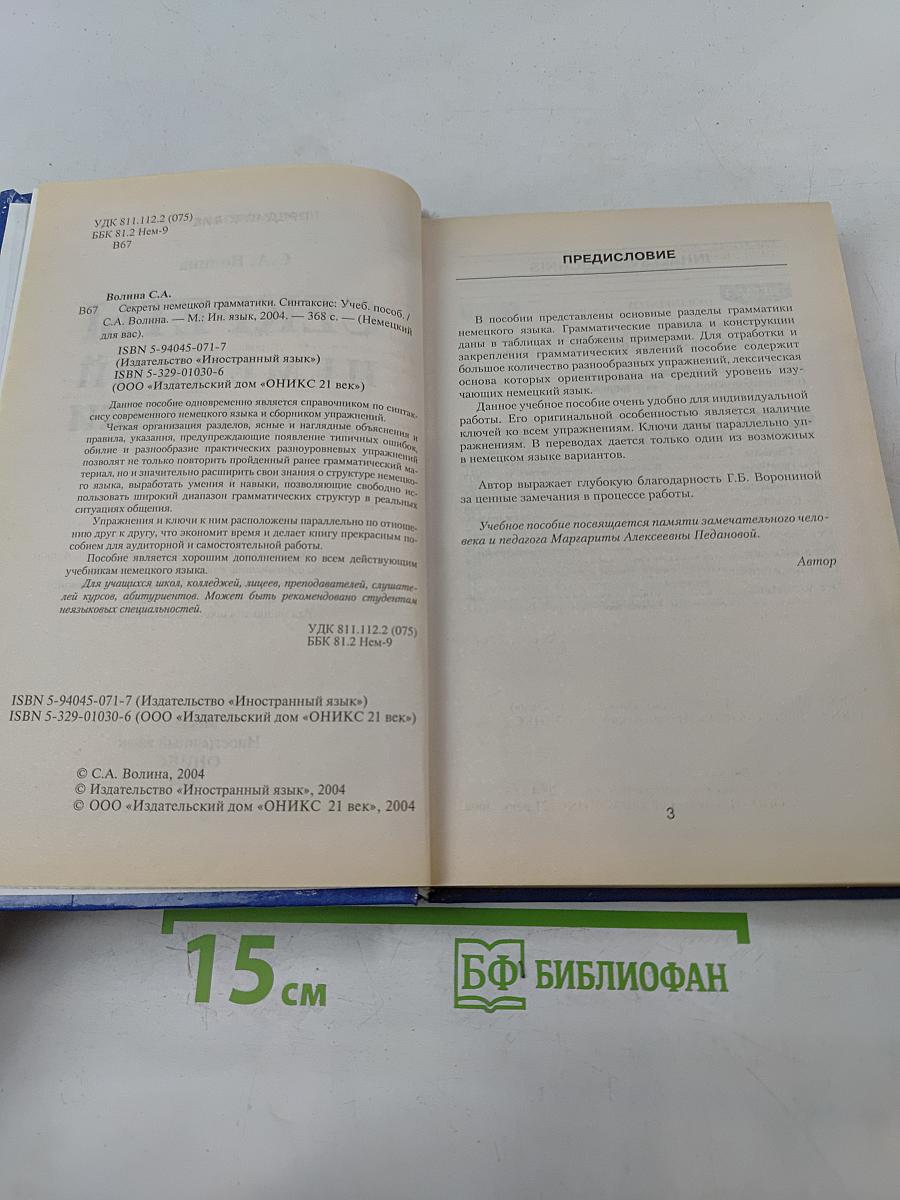 УДК 811.112.2 (075)
ББК 81.2 Нем-9
В67
Волина С.А.
В67 Секреты немецкой грамматики. Синтаксис: Учеб. пособ. /
С.А. Волина. — М.: Ин. язык, 2004. — 368 с. — (Немецкий
для вас).
ISBN 5-94045-071-7
(Издательство «Иностранный язык»)
ISBN 5-329-01030-6
(ООО «Издательский дом «ОНИКС 21 век»)
Данное пособие одновременно является справочником по синтак-
сису современного немецкого языка и сборником упражнений.
Четкая организация разделов, ясные и наглядные объяснения и
правила, указания, предупреждающие появление типичных ошибок,
обилие и разнообразие практических разноуровневых упражнений
позволят не только повторить пройденный ранее грамматический ма-
териал, но и значительно расширить свои знания о структуре немецко-
го языка, выработать умения и навыки, позволяющие свободно ис-
пользовать широкий диапазон грамматических структур в реальных
ситуациях общения.
Упражнения и ключи к ним расположены параллельно по отноше-
нию друг к другу, что экономит время и делает книгу прекрасным по-
собием для аудиторной и самостоятельной работы.
Пособие является хорошим дополнением ко всем действующим
учебникам немецкого языка.
Для учащихся школ, колледжей, лицеев, преподавателей, слушате-
лей курсов, абитуриентов. Может быть рекомендовано студентам
неязыковых специальностей.
УДК 811.112.2 (075)
ББК 81.2 Нем-9
ISBN 5-94045-071-7 (Издательство «Иностранный язык»)
ISBN 5-329-01030-6 (ООО «Издательский дом «ОНИКС 21 век»)
© С.А. Волина, 2004
© Издательство «Иностранный язык», 2004
© ООО «Издательский дом «ОНИКС 21 век», 2004
ПРЕДИСЛОВИЕ
В пособии представлены основные разделы грамматики
немецкого языка. Грамматические правила и конструкции
даны в таблицах и снабжены примерами. Для отработки и
закрепления грамматических явлений пособие содержит
большое количество разнообразных упражнений, лексическая
основа которых ориентирована на средний уровень изу-
чающих немецкий язык.
Данное учебное пособие очень удобно для индивидуальной
работы. Его оригинальной особенностью является наличие
ключей ко всем упражнениям. Ключи даны параллельно уп-
ражнениям. В переводах дается только один из возможных
в немецком языке вариантов.
Автор выражает глубокую благодарность Г.Б. Ворониной
за ценные замечания в процессе работы.
Учебное пособие посвящается памяти замечательного чело-
века и педагога Маргариты Алексеевны Педановой.
Автор
3
15 см
БФ БИБЛИОФАН